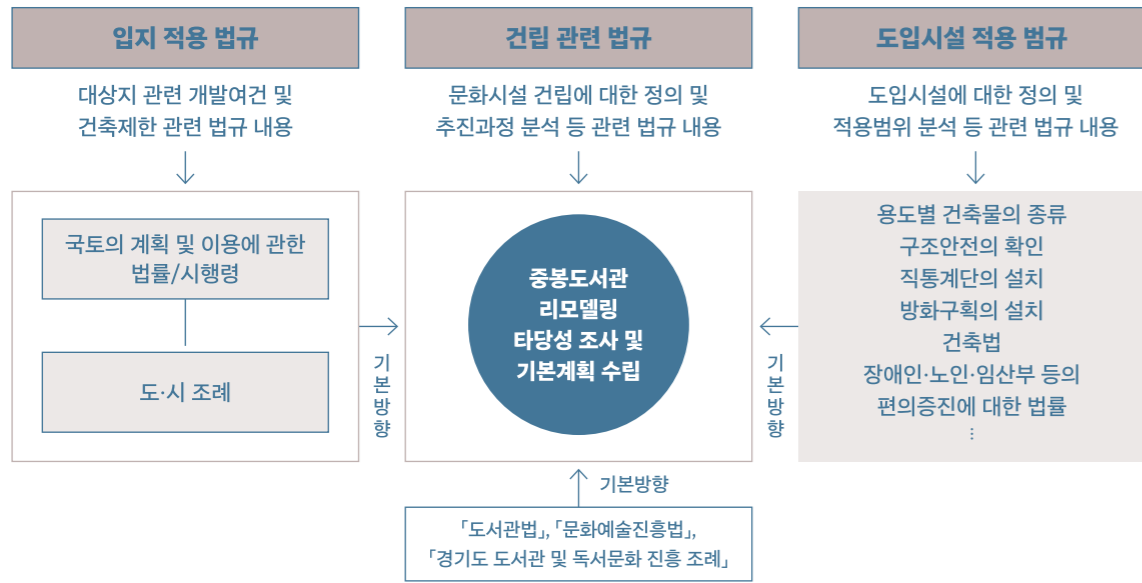 입지 적용 법규
대상지 관련 개발여건 및
건축제한 관련 법규 내용
국토의 계획 및 이용에 관한
법률/시행령
도·시 조례
기본방향
건립 관련 법규
문화시설 건립에 대한 정의 및
추진과정 분석 등 관련 법규 내용
중봉도서관
리모델링
타당성 조사 및
기본계획 수립
기본방향
「도서관법」, 「문화예술진흥법」,
「경기도 도서관 및 독서문화 진흥 조례」
도입시설 적용 범규
도입시설에 대한 정의 및
적용범위 분석 등 관련 법규 내용
기본방향
용도별 건축물의 종류
구조안전의 확인
직통계단의 설치
방화구획의 설치
건축법
장애인·노인·임산부 등의
편의증진에 대한 법률
⋮